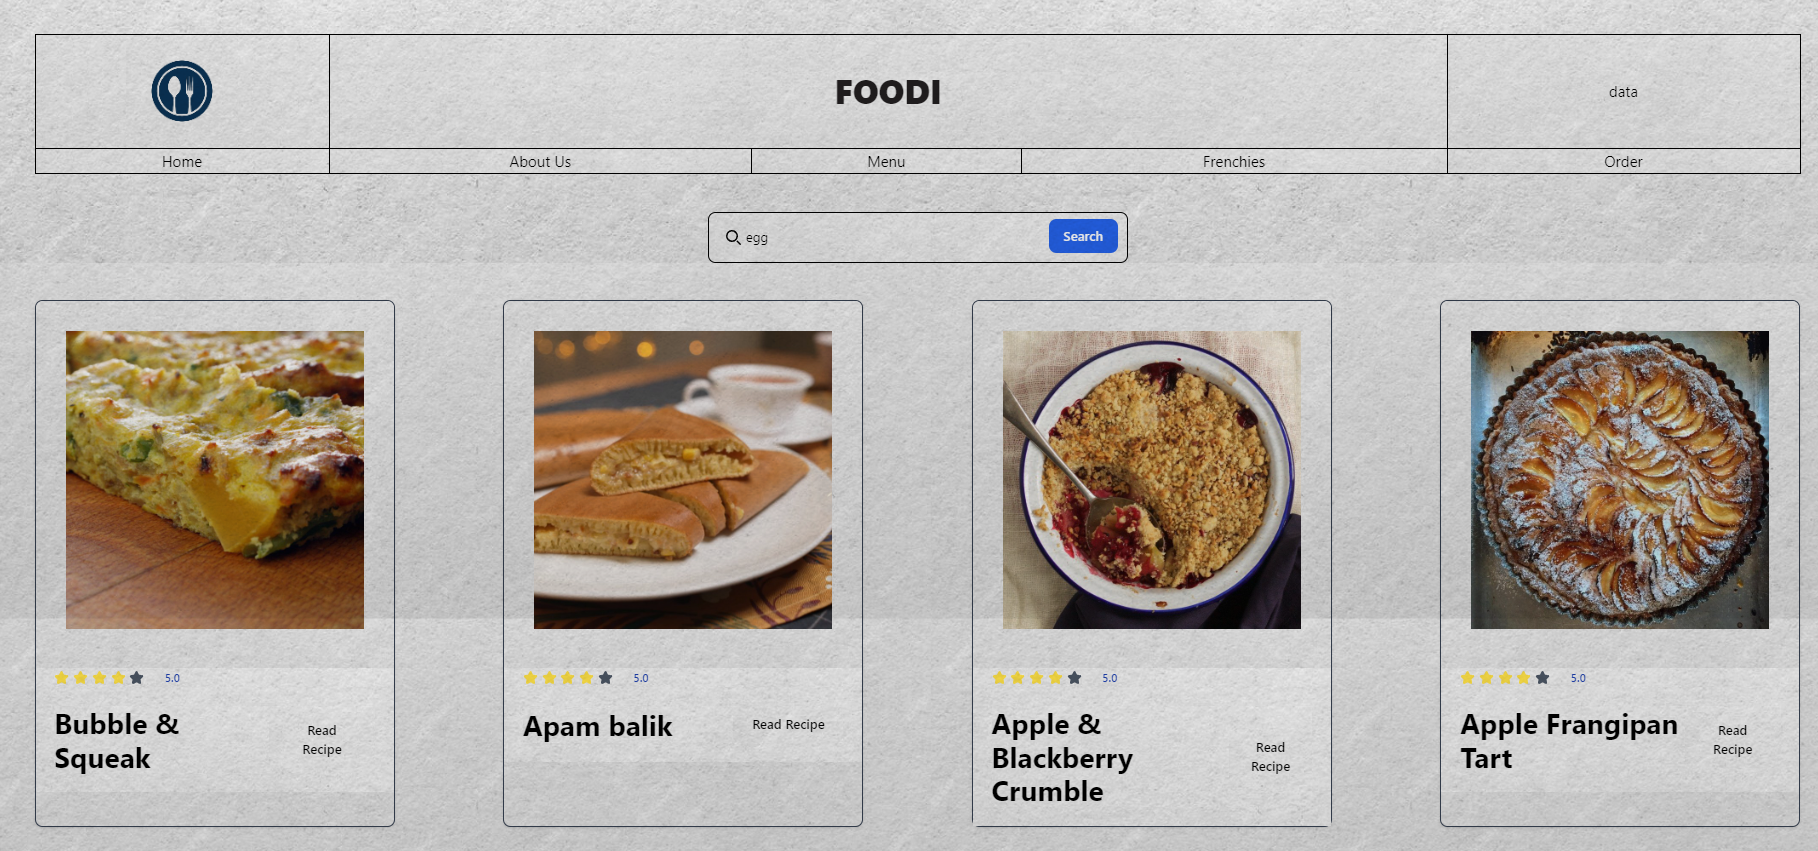 FOODI
data
Home
About Us
Menu
Frenchies
Order
egg
Search
5.0
Bubble &
Squeak
Read
Recipe
5.0
Apam balik
Read Recipe
5.0
Apple &
Blackberry
Crumble
Read
Recipe
5.0
Apple Frangipan
Tart
Read
Recipe